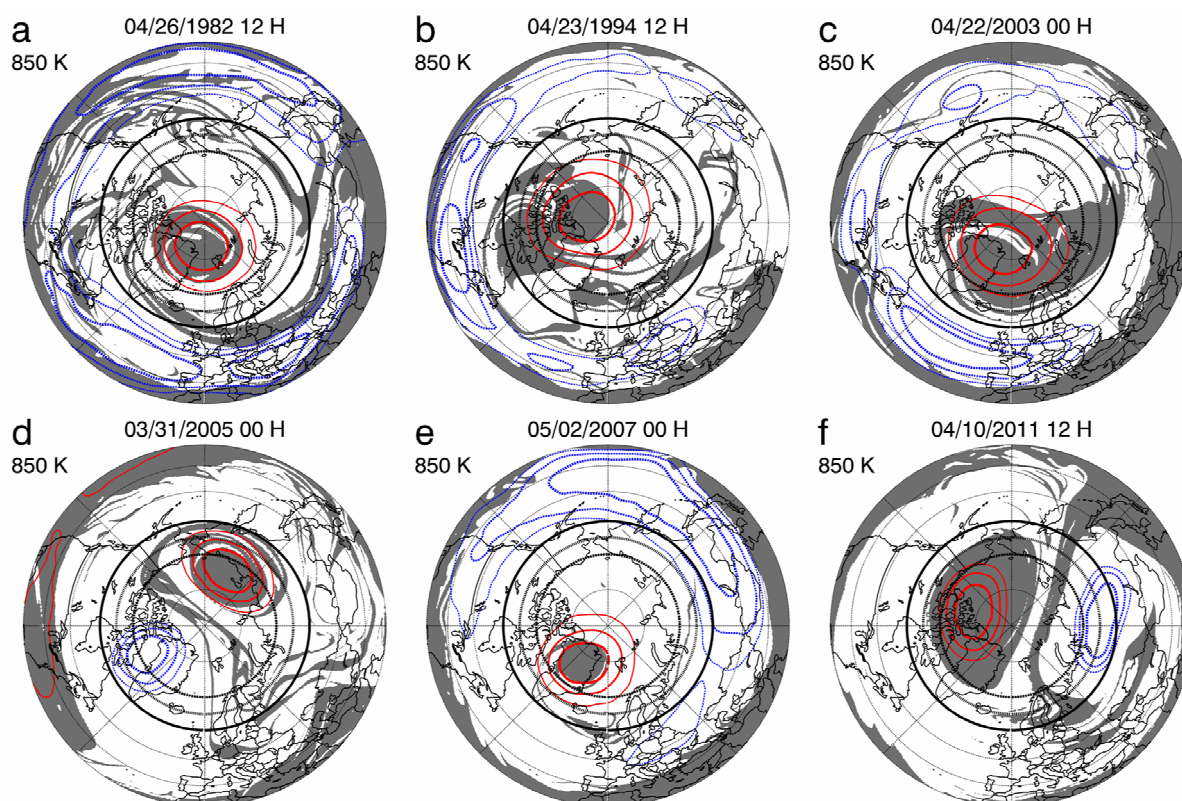 a
04/26/1982 12 H
850 K
b
04/23/1994 12 H
850 K
c
04/22/2003 00 H
850 K
d
03/31/2005 00 H
850 K
e
05/02/2007 00 H
850 K
f
04/10/2011 12 H
850 K